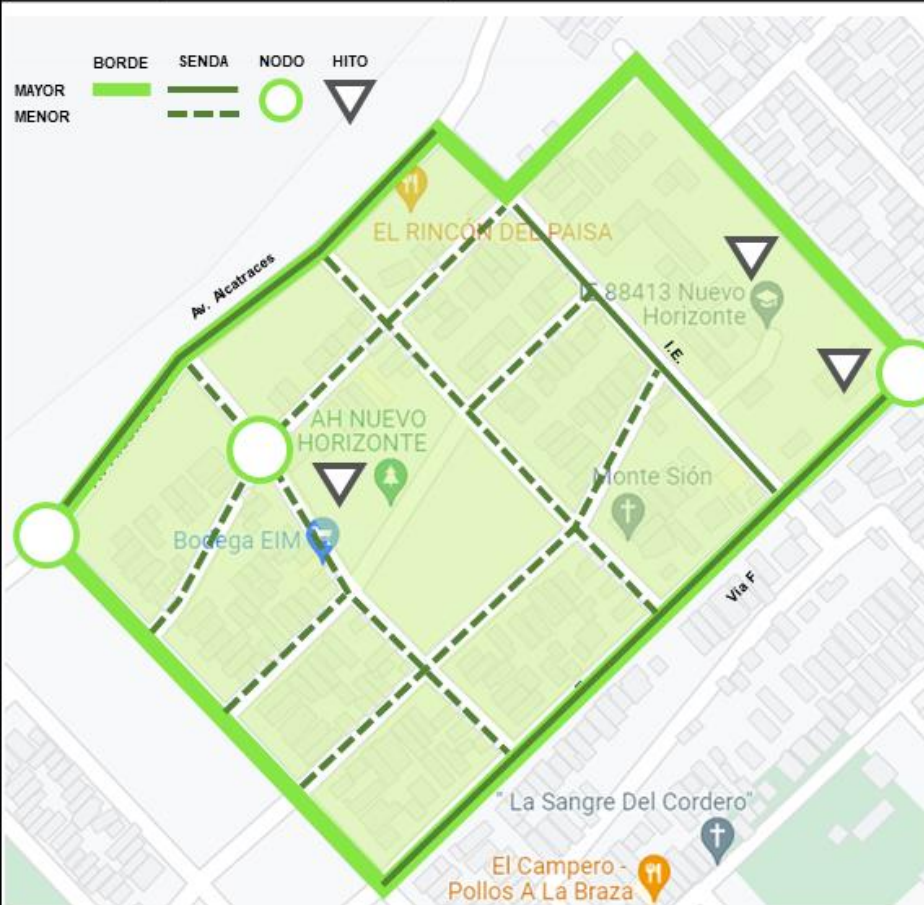 BORDE SENDA NODO HITO
MAYOR
MENOR
EL RINCÓN DEL PAISA
Av. Alcatraces
IE 88413 Nuevo
Horizonte
I.E.
AH NUEVO
HORIZONTE
Monte Sión
Bodega EIM
Vía F
" La Sangre Del Cordero"
El Campero -
Pollos A La Braza